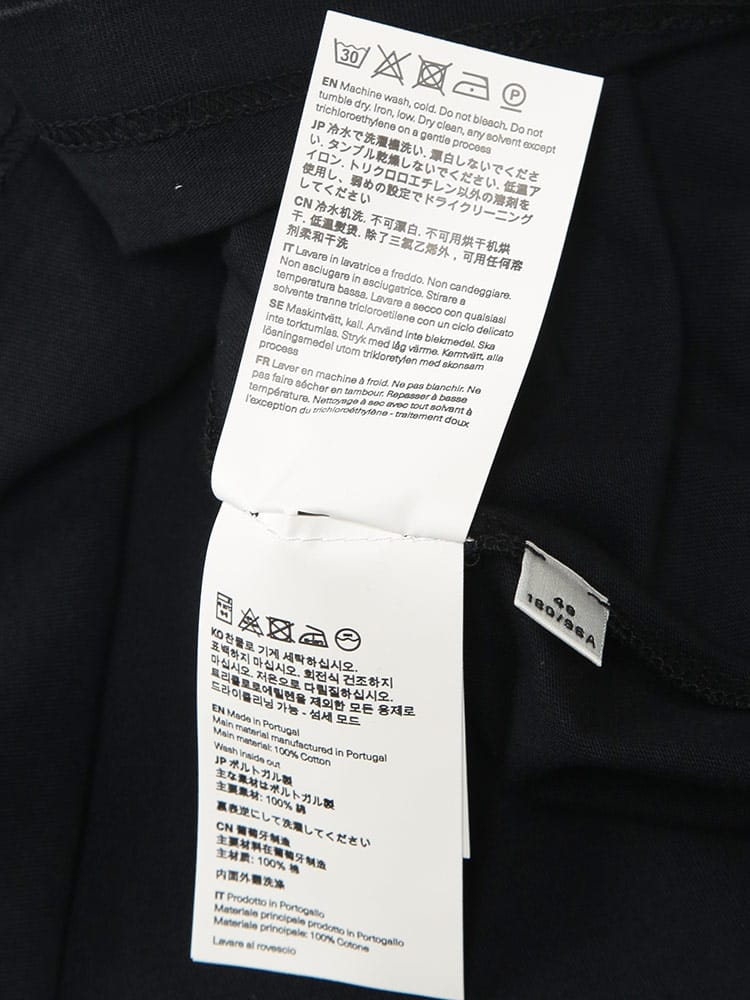 30
P
EN Machine wash, cold. Do not bleach. Do not
tumble dry. Iron, low. Dry clean, any solvent except
trichloroethylene on a gentle process
JP 冷水で洗濯機洗い. 漂白しないでくださ
い. タンブル乾燥しないでください. 低温ア
イロン. トリクロロエチレン以外の溶剤を
使用し、弱めの設定でドライクリーニング
してください
CN 冷水机洗. 不可漂白. 不可用烘干机烘
干. 低温熨烫. 除了三氯乙烯外，可用任何溶
剂柔和干洗
IT Lavare in lavatrice a freddo. Non candeggiare.
Non asciugare in asciugatrice. Stirare a
temperatura bassa. Lavare a secco con qualsiasi
solvente tranne tricloroetilene con un ciclo delicato
SE Maskintvätt, kall. Använd inte blekmedel. Ska
inte torktumlas. Stryk med låg värme. Kemtvätt, alla
lösningsmedel utom trikloretylen med skonsam
process
FR Laver en machine à froid. Ne pas blanchir. Ne
pas faire sécher en tambour. Repasser à basse
température. Nettoyage à sec avec tout solvant à
l'exception du trichloroéthylène - traitement doux
48
180/96A
KO 찬물로 기계 세탁하십시오.
표백하지 마십시오. 회전식 건조하지
마십시오. 저온으로 다림질하십시오.
트리클로로에틸렌을 제외한 모든 용제로
드라이클리닝 가능 - 섬세 모드
EN Made in Portugal
Main material manufactured in Portugal
Main material: 100% Cotton
Wash inside out
JP ポルトガル製
主な素材はポルトガル製
主要素材: 100% 綿
裏表逆にして洗濯してください
CN 葡萄牙制造
主要材料在葡萄牙制造
主材质: 100% 棉
内面外翻洗涤
IT Prodotto in Portogallo
Materiale principale prodotto in Portogallo
Materiale principale: 100% Cotone
Lavare al rovescio